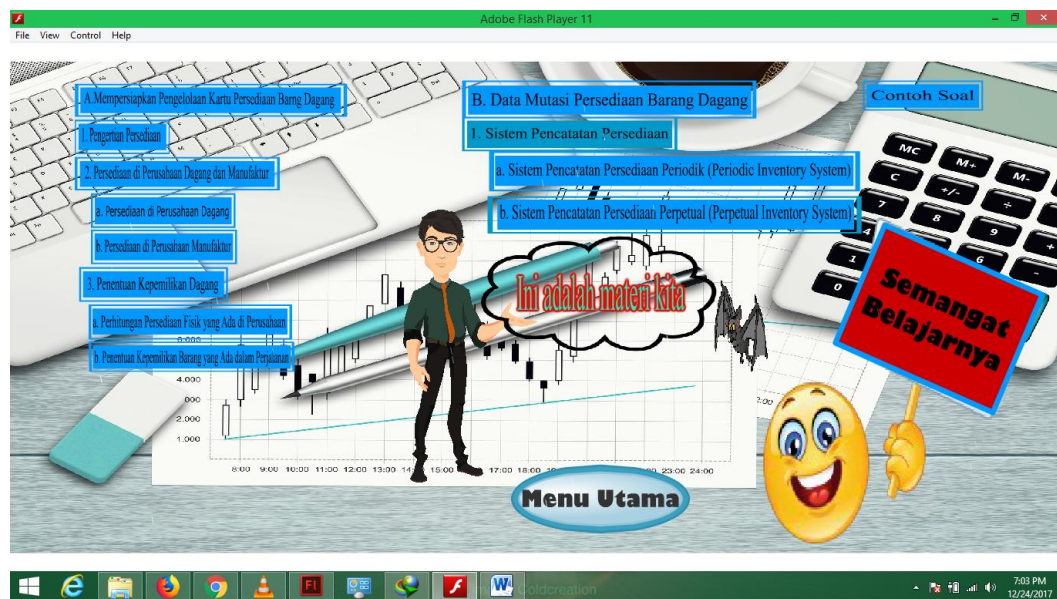 Adobe Flash Player 11
File View Control Help
A.Mempersiapkan Pengelolaan Kartu Persediaan Barng Dagang
1. Pengertian Persediaan
2. Persediaan di Perusahaan Dagang dan Manufaktur
a. Persediaan di Perusahaan Dagang
b. Persediaan di Perusahaan Manufaktur
3. Penentuan Kepemilikan Dagang
a. Perhitungan Persediaan Fisik yang Ada di Perusahaan
b. Penentuan Kepemilikan Barang yang Ada dalam Perjalanan
B. Data Mutasi Persediaan Barang Dagang
1. Sistem Pencatatan Persediaan
a. Sistem Pencatatan Persediaan Periodik (Periodic Inventory System)
b. Sistem Pencatatan Persediaan Perpetual (Perpetual Inventory System)
Contoh Soal
MC M+ M-
C +/- ÷
7 8 9 +
4 6 -
1
0
Ini adalah materi kita
Semangat
Belajarnya
4.000
000
2.000
1.000
8:00 9:00 10:00 11:00 12:00 13:00 15:00 17:00 22:00 23:00 24:00
Menu Utama
Fl
W
Coldcreation
7:03 PM
12/24/2017